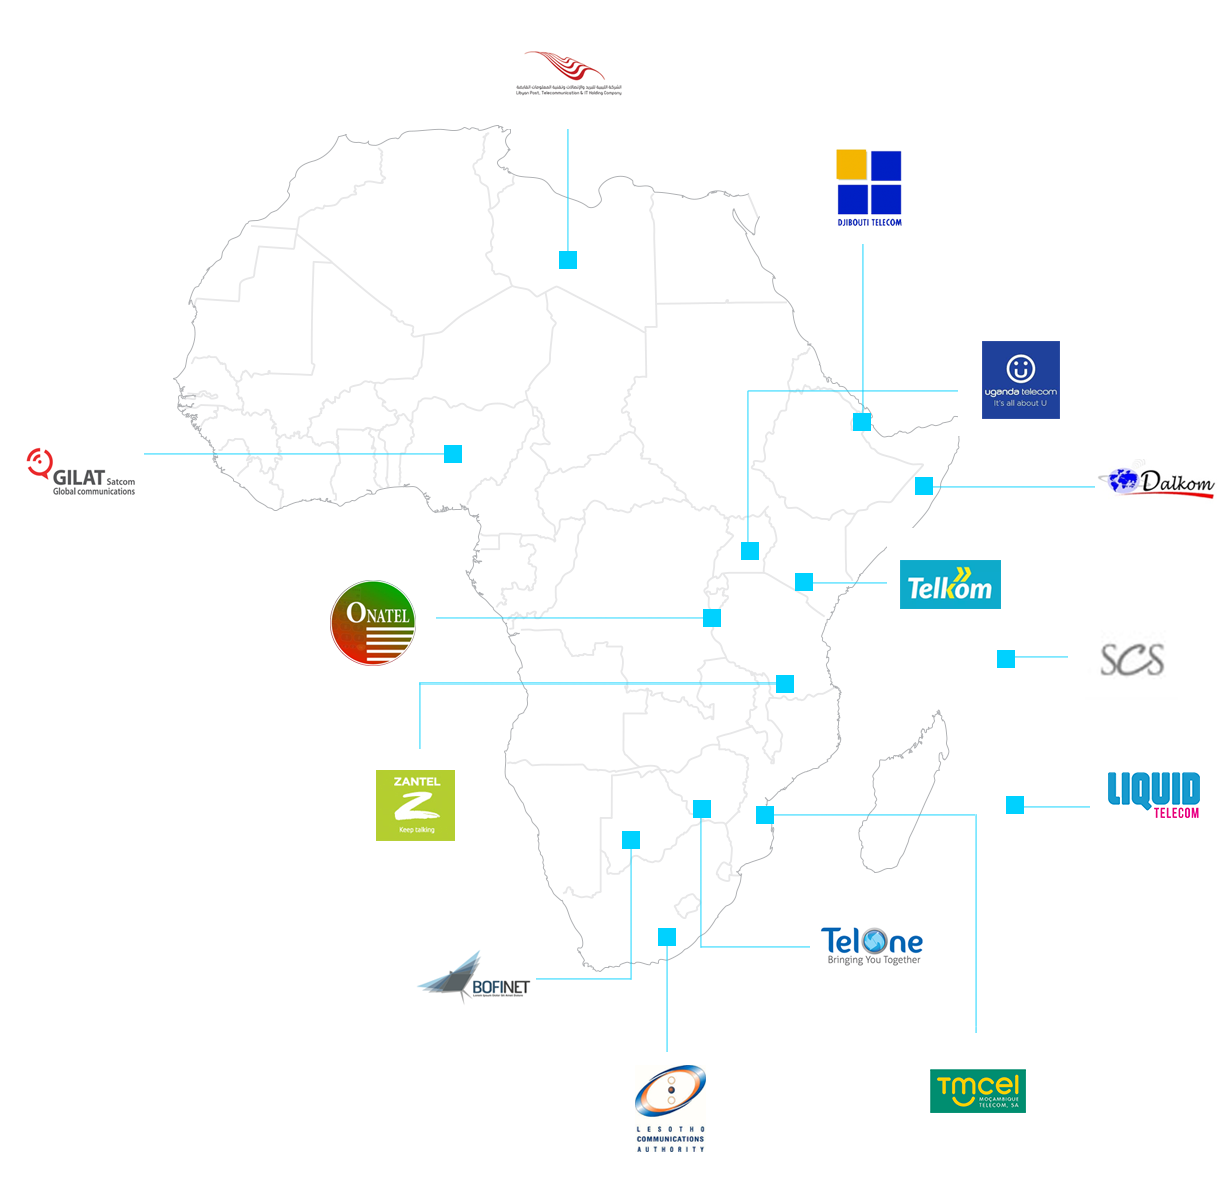 Libyan Post, Telecommunication & IT Holding Company
DJIBOUTI TELECOM
uganda telecom
It's all about U
GILAT Satcom
Global communications
Dalkom
Telkom
ONATEL
SCS
ZANTEL
Z
Keep talking
LIQUID
TELECOM
TelOne
Bringing You Together
BOFINET
tmcel
MOÇAMBIQUE
TELECOM, SA
LESOTHO
COMMUNICATIONS
AUTHORITY